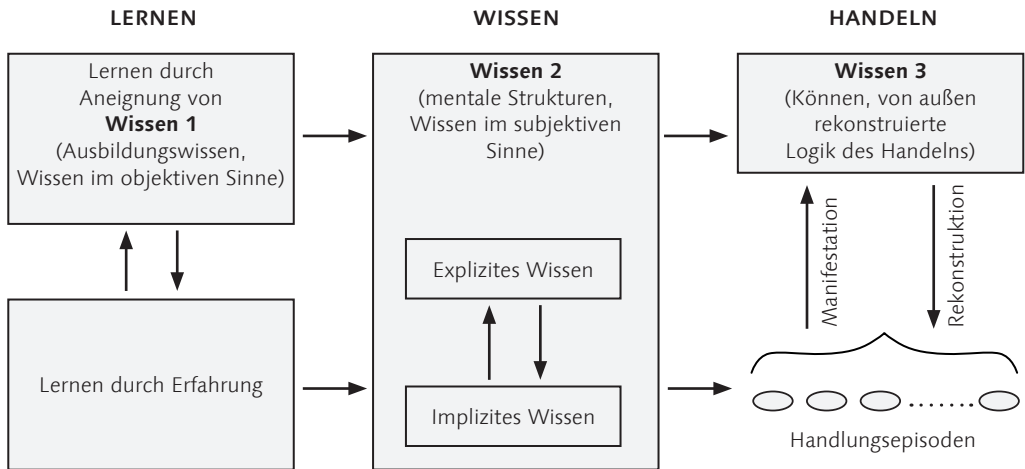 LERNEN
Lernen durch
Aneignung von
Wissen 1
(Ausbildungswissen,
Wissen im objektiven Sinne)
Lernen durch Erfahrung
WISSEN
Wissen 2
(mentale Strukturen,
Wissen im subjektiven
Sinne)
Explizites Wissen
Implizites Wissen
HANDELN
Wissen 3
(Können, von außen
rekonstruierte
Logik des Handelns)
Manifestation
Rekonstruktion
Handlungsepisoden